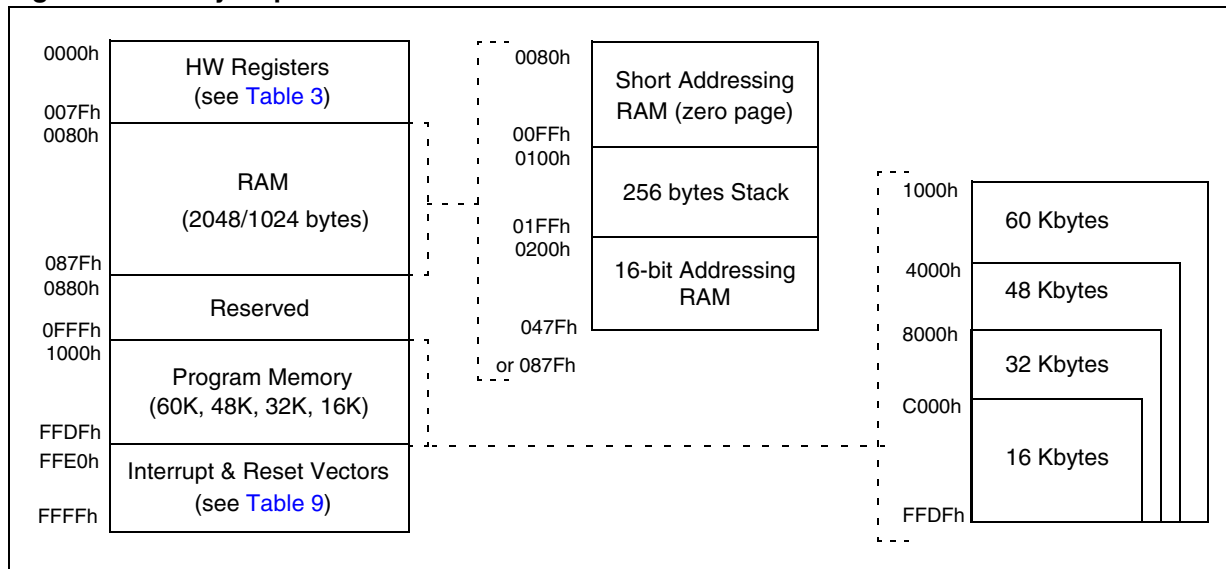 0000h
HW Registers
(see Table 3)
007Fh
0080h
RAM
(2048/1024 bytes)
087Fh
0880h
Reserved
0FFFh
1000h
Program Memory
(60K, 48K, 32K, 16K)
FFDFh
FFE0h
Interrupt & Reset Vectors
(see Table 9)
FFFFh
0080h
Short Addressing
RAM (zero page)
00FFh
0100h
256 bytes Stack
01FFh
0200h
16-bit Addressing
RAM
047Fh
or 087Fh
1000h
60 Kbytes
4000h
48 Kbytes
8000h
32 Kbytes
C000h
16 Kbytes
FFDFh